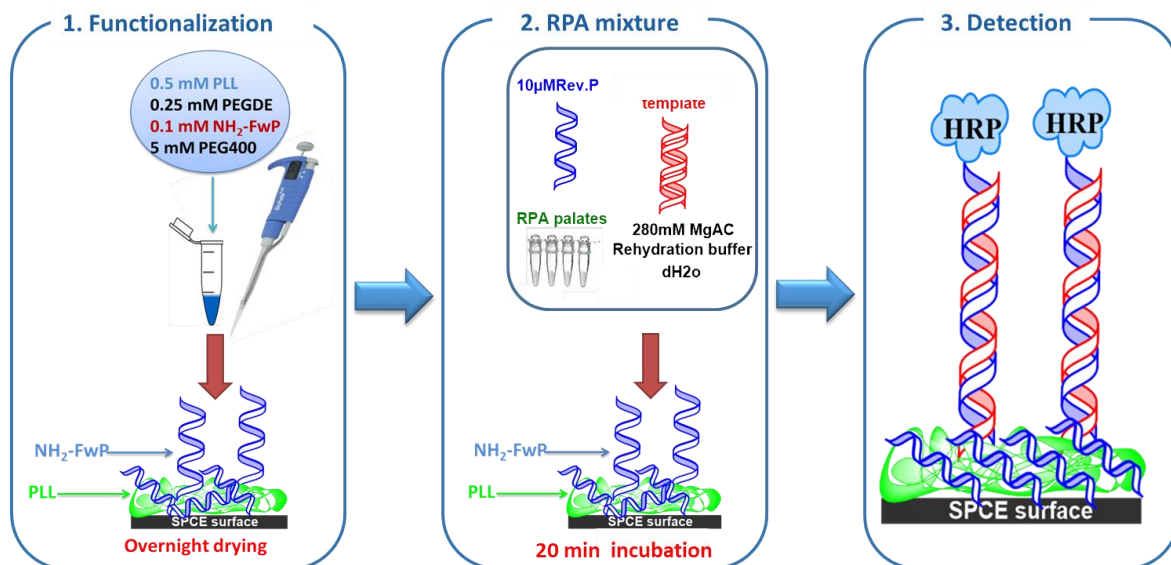 1. Functionalization
0.5 mM PLL
0.25 mM PEGDE
0.1 mM NH₂-FwP
5 mM PEG400
NH₂-FwP
PLL
SPCE surface
Overnight drying
2. RPA mixture
10µMRev.P
template
RPA palates
280mM MgAC
Rehydration buffer
dH2o
NH₂-FwP
PLL
SPCE surface
20 min incubation
3. Detection
HRP
HRP
SPCE surface